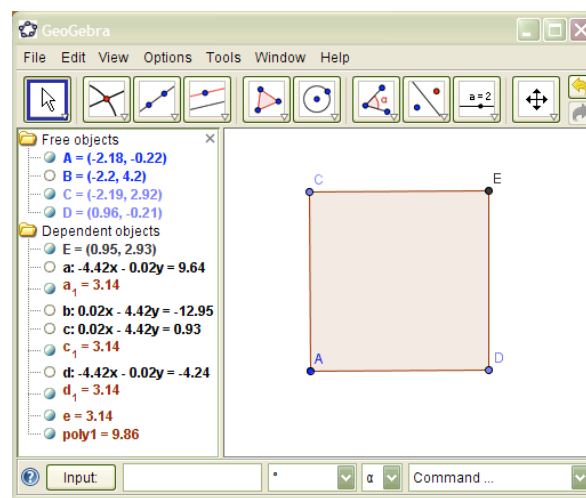 GeoGebra
File Edit View Options Tools Window Help
α a = 2
Free objects
A = (-2.18, -0.22)
B = (-2.2, 4.2)
C = (-2.19, 2.92)
D = (0.96, -0.21)
Dependent objects
E = (0.95, 2.93)
a: -4.42x - 0.02y = 9.64
a₁ = 3.14
b: 0.02x - 4.42y = -12.95
c: 0.02x - 4.42y = 0.93
c₁ = 3.14
d: -4.42x - 0.02y = -4.24
d₁ = 3.14
e = 3.14
poly1 = 9.86
C E
A D
Input: ° α Command ...